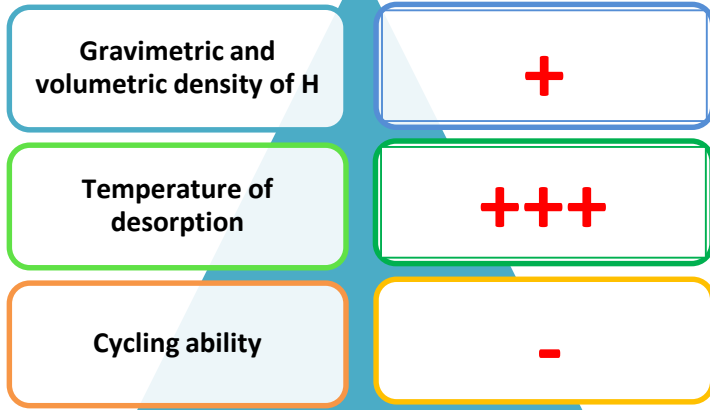 Gravimetric and
volumetric density of H
+
Temperature of
desorption
+++
Cycling ability
-